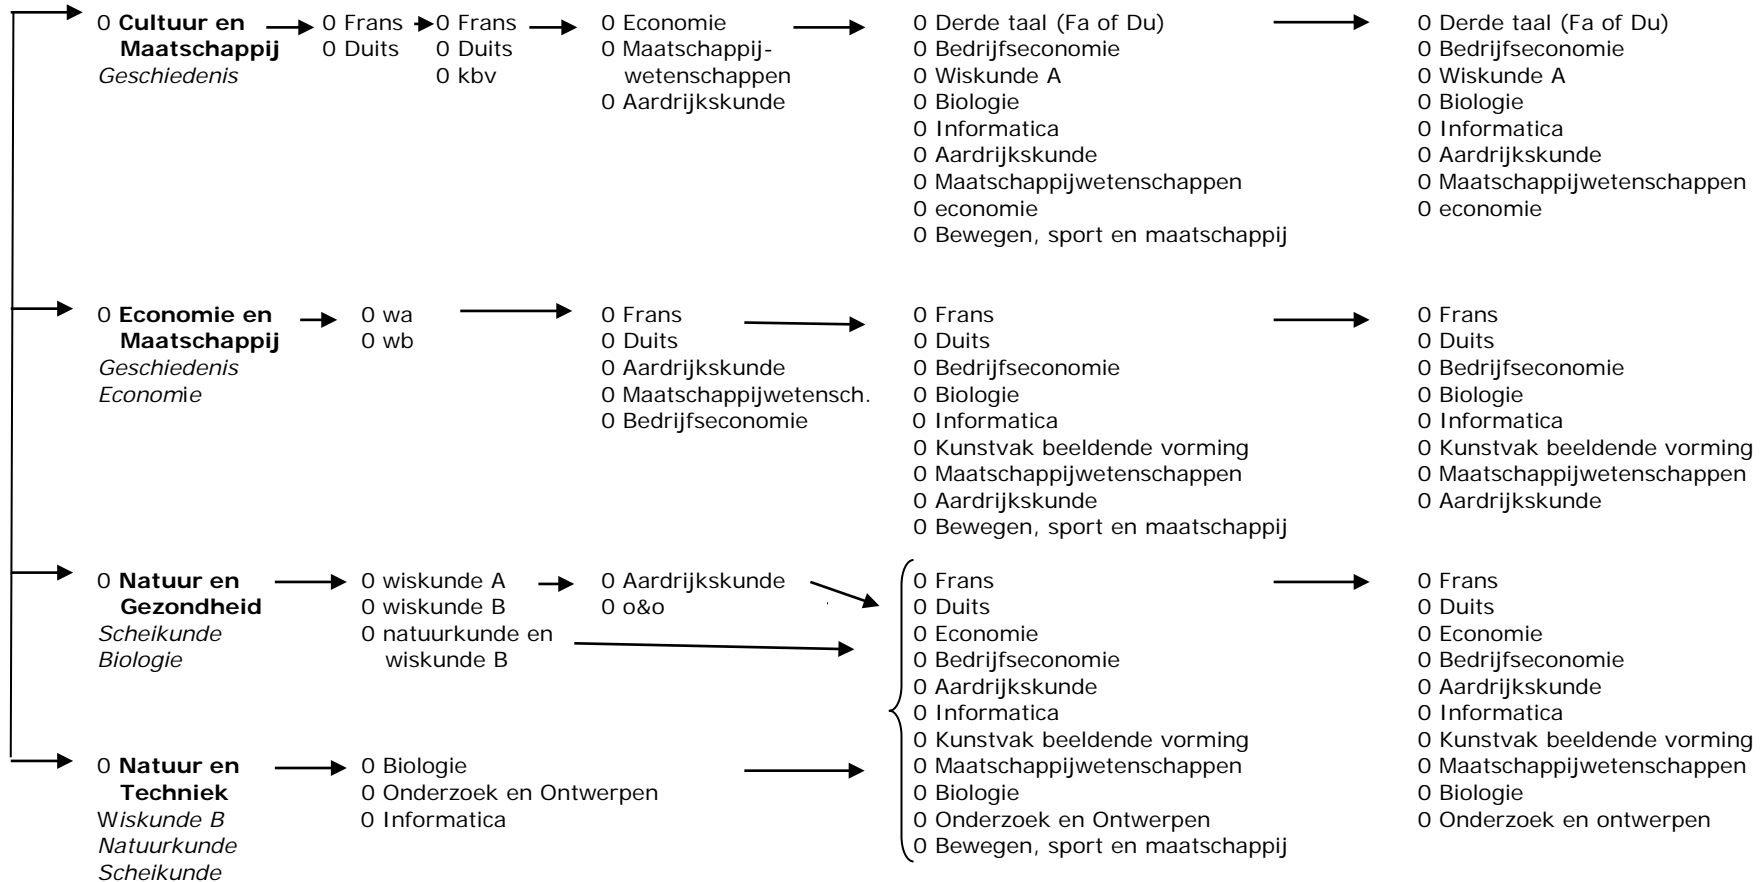 0 Cultuur en
Maatschappij
Geschiedenis
0 Frans
0 Duits
0 Frans
0 Duits
0 kbv
0 Economie
0 Maatschappij-
wetenschappen
0 Aardrijkskunde
0 Derde taal (Fa of Du)
0 Bedrijfseconomie
0 Wiskunde A
0 Biologie
0 Informatica
0 Aardrijkskunde
0 Maatschappijwetenschappen
0 economie
0 Bewegen, sport en maatschappij
0 Derde taal (Fa of Du)
0 Bedrijfseconomie
0 Wiskunde A
0 Biologie
0 Informatica
0 Aardrijkskunde
0 Maatschappijwetenschappen
0 economie
0 Economie en
Maatschappij
Geschiedenis
Economie
0 wa
0 wb
0 Frans
0 Duits
0 Aardrijkskunde
0 Maatschappijwetensch.
0 Bedrijfseconomie
0 Frans
0 Duits
0 Bedrijfseconomie
0 Biologie
0 Informatica
0 Kunstvak beeldende vorming
0 Maatschappijwetenschappen
0 Aardrijkskunde
0 Bewegen, sport en maatschappij
0 Frans
0 Duits
0 Bedrijfseconomie
0 Biologie
0 Informatica
0 Kunstvak beeldende vorming
0 Maatschappijwetenschappen
0 Aardrijkskunde
0 Natuur en
Gezondheid
Scheikunde
Biologie
0 wiskunde A
0 wiskunde B
0 natuurkunde en
wiskunde B
0 Aardrijkskunde
0 o&o
0 Natuur en
Techniek
Wiskunde B
Natuurkunde
Scheikunde
0 Biologie
0 Onderzoek en Ontwerpen
0 Informatica
0 Frans
0 Duits
0 Economie
0 Bedrijfseconomie
0 Aardrijkskunde
0 Informatica
0 Kunstvak beeldende vorming
0 Maatschappijwetenschappen
0 Biologie
0 Onderzoek en Ontwerpen
0 Bewegen, sport en maatschappij
0 Frans
0 Duits
0 Economie
0 Bedrijfseconomie
0 Aardrijkskunde
0 Informatica
0 Kunstvak beeldende vorming
0 Maatschappijwetenschappen
0 Biologie
0 Onderzoek en ontwerpen